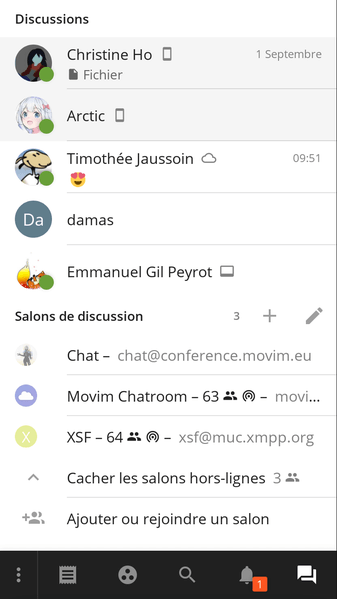 Discussions
Christine Ho 1 Septembre
Fichier
Arctic
Timothée Jaussoin 09:51
😍
Da damas
Emmanuel Gil Peyrot
Salons de discussion 3
Chat – chat@conference.movim.eu
Movim Chatroom – 63 – movi...
X XSF – 64 – xsf@muc.xmpp.org
Cacher les salons hors-lignes 3
Ajouter ou rejoindre un salon
1